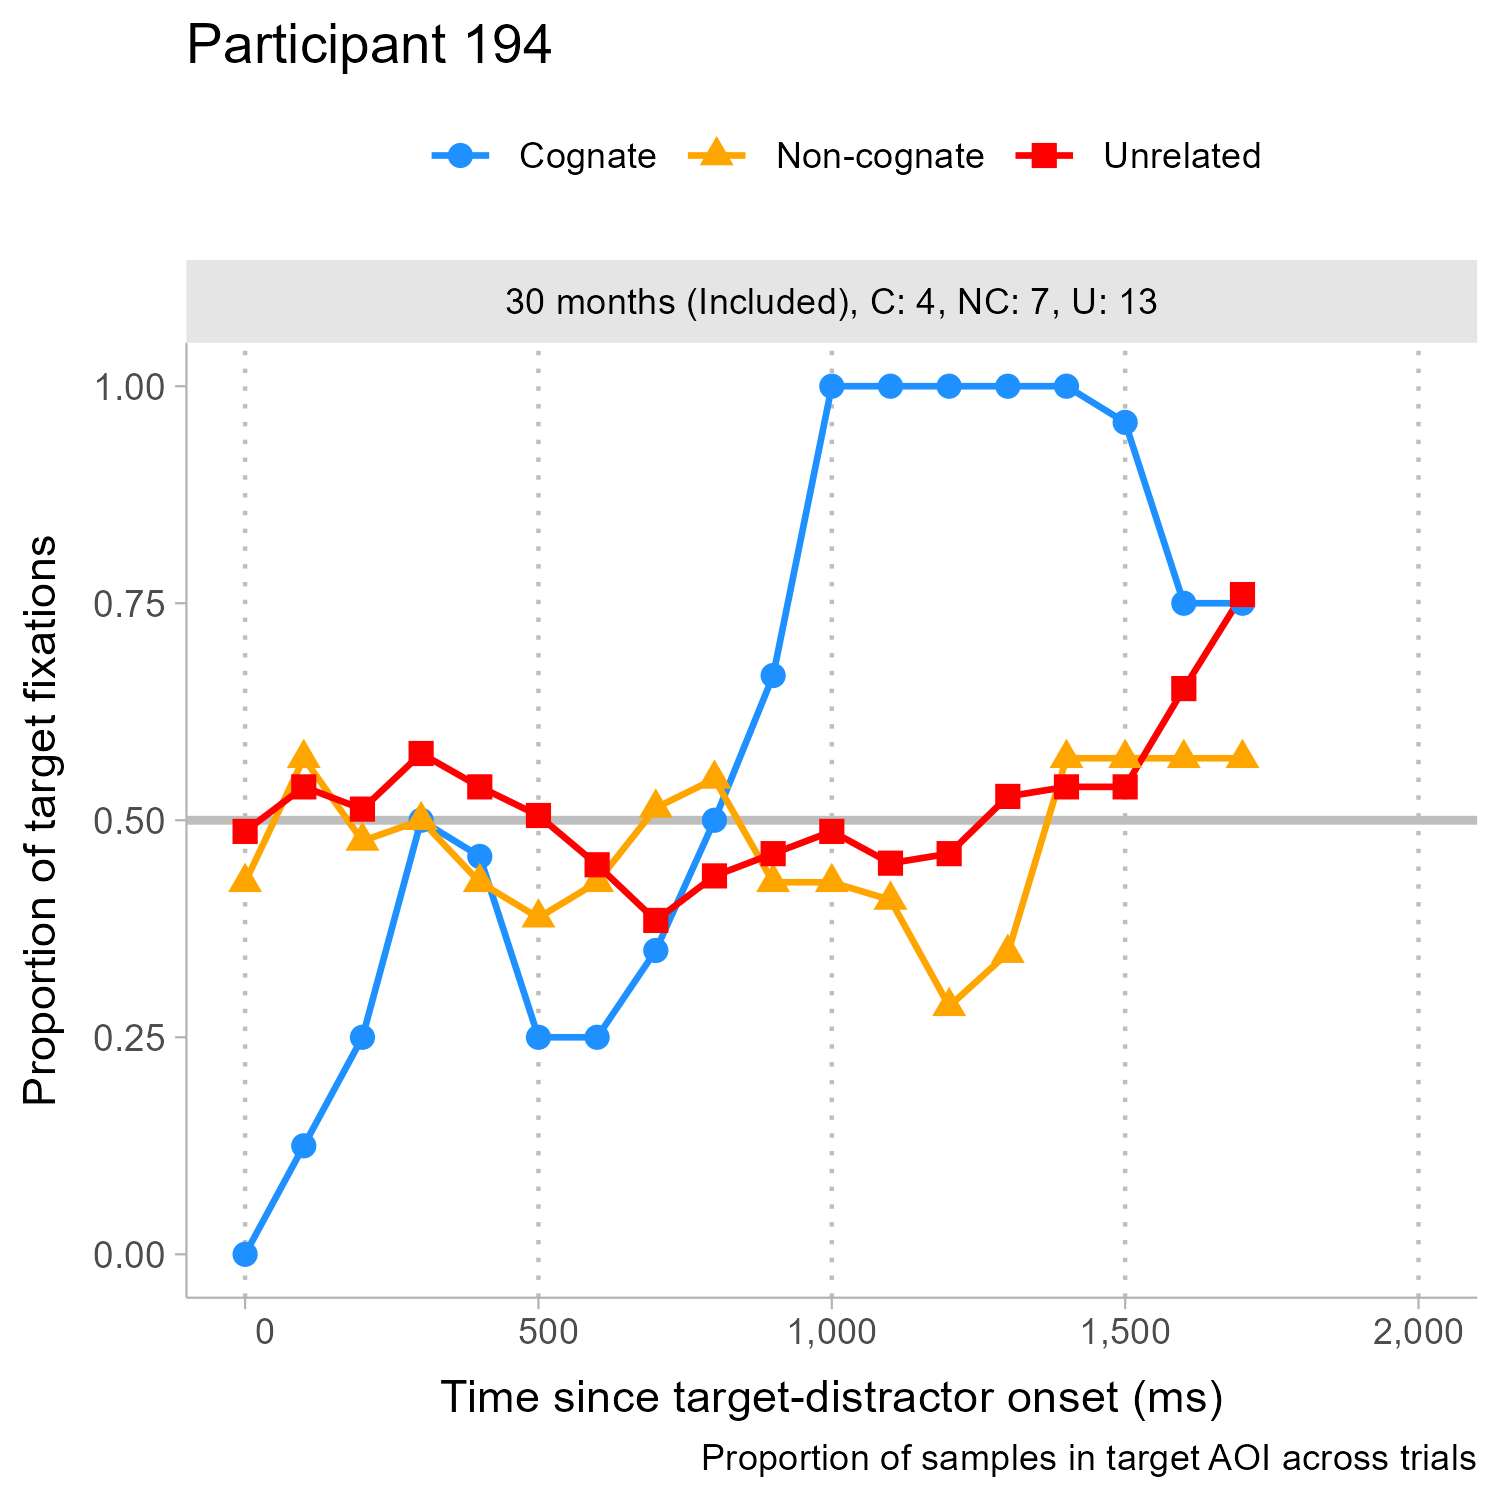 Participant 194
Cognate Non-cognate Unrelated
30 months (Included), C: 4, NC: 7, U: 13
1.00
0.75
0.50
0.25
0.00
Proportion of target fixations
0 500 1,000 1,500 2,000
Time since target-distractor onset (ms)
Proportion of samples in target AOI across trials